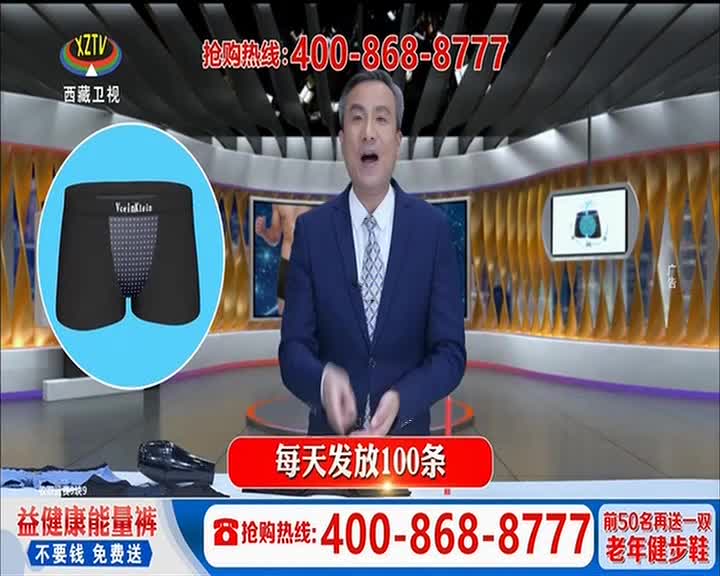 XZTV
西藏卫视
抢购热线:400-868-8777
VceinKlein
广告
每天发放100条
益健康能量裤
不要钱 免费送
抢购热线:400-868-8777
前50名再送一双
老年健步鞋